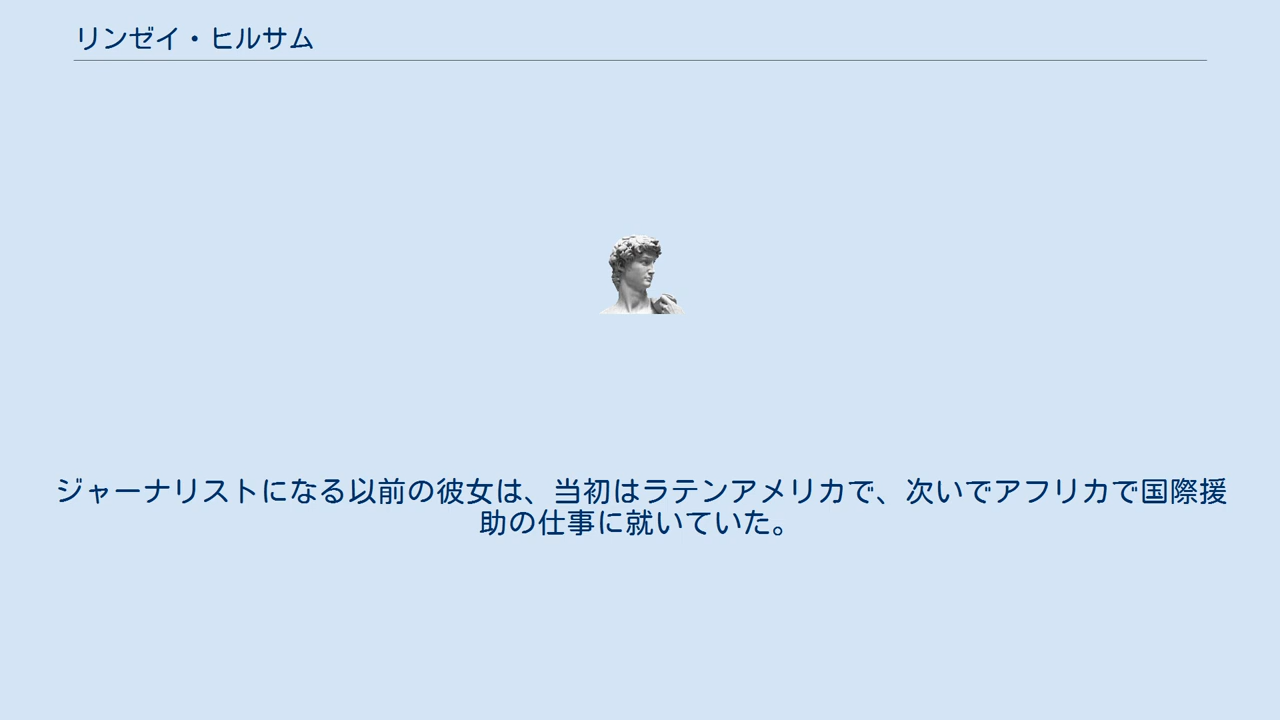 リンゼイ・ヒルサム
ジャーナリストになる以前の彼女は、当初はラテンアメリカで、次いでアフリカで国際援
助の仕事に就いていた。